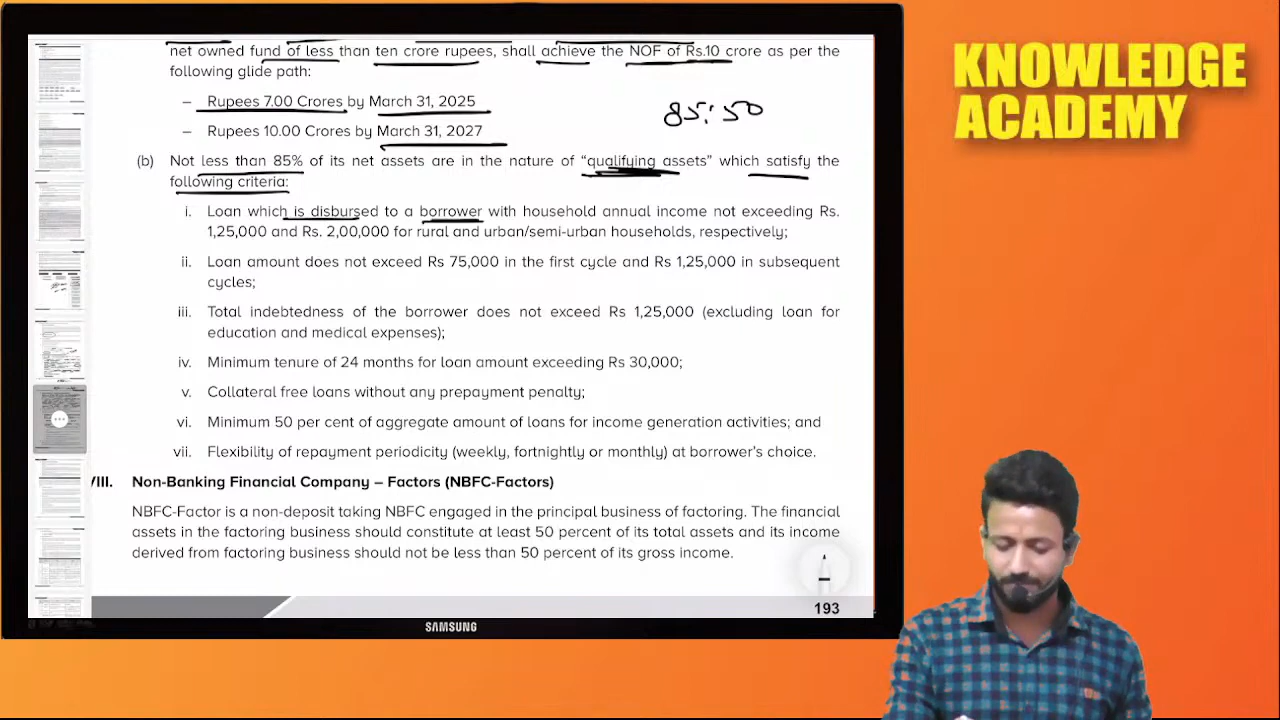 net owned fund of less than ten crore rupees shall achieve the NOF of Rs.10 crore as per the
following glide path:
– Rupees 7.00 Crores by March 31, 202
– Rupees 10.00 Crores by March 31, 202
85:50
(b) Not less than 85% of its net assets are in the nature of "qualifying assets" which satisfy the
following criteria:
i. Loan which is disbursed to a borrower with household annual income not exceeding Rs.
and Rs. 2,00,000 for rural and urban/semi-urban households, respectively;
ii. Loan amount does not exceed Rs 75,000 in the first cycle and Rs 1,25,000 in subsequent
cycles;
iii. Total indebtedness of the borrower does not exceed Rs 1,25,000 (excluding loan for
education and medical expenses);
iv. Minimum tenure of 24 months for loan amount exceeding Rs 30,000;
v. Collateral free loans without any prepayment penalty;
vi. Minimum 50 percent of aggregate amount of loans for income generation activities; and
vii. Flexibility of repayment periodicity (weekly, fortnightly or monthly) at borrower's choice.
VIII. Non-Banking Financial Company – Factors (NBFC-Factors)
NBFC-Factor is a non-deposit taking NBFC engaged in the principal business of factoring. The financial
assets in the factoring business should constitute at least 50 percent of its total assets and its income
derived from factoring business should not be less than 50 percent of its gross income.
193
SAMSUNG
KNOWLEDGE
ACADEMY